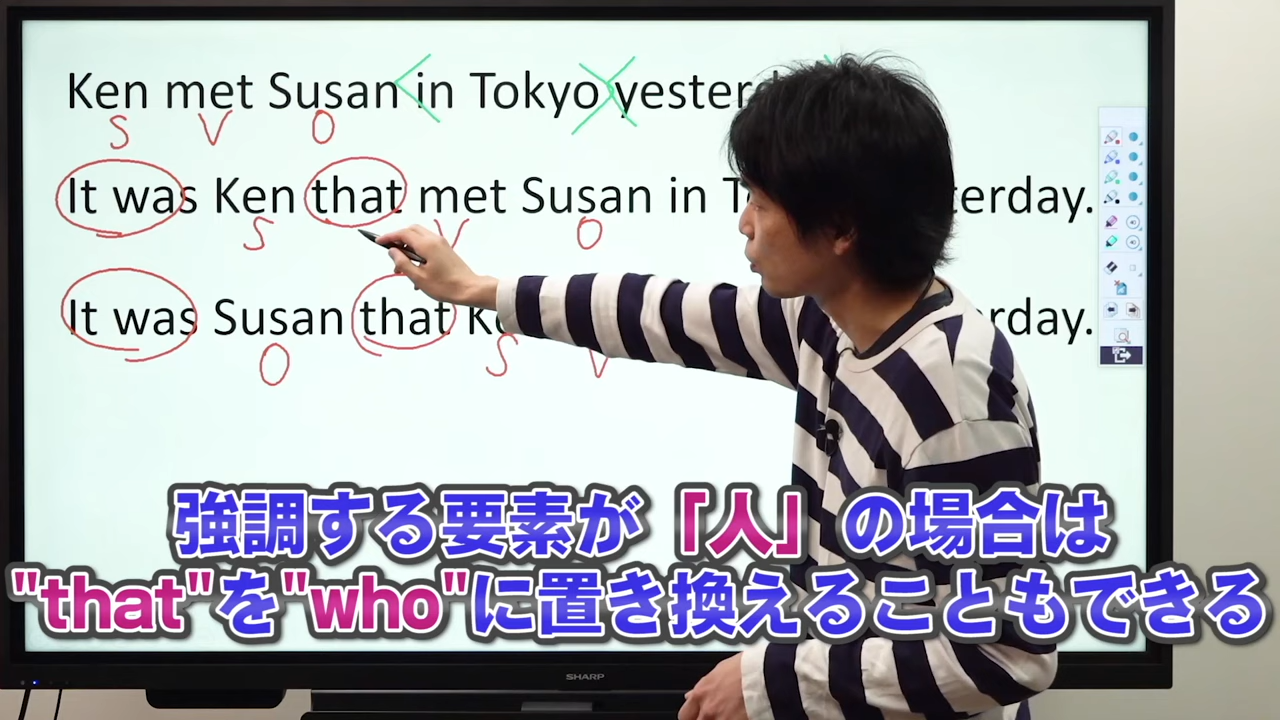 Ken met Susan in Tokyo
S V O
It was Ken that met Susan in yesterday.
S V O
It was Susan that
O S V
強調する要素が「人」の場合は
"that"を"who"に置き換えることもできる
SHARP